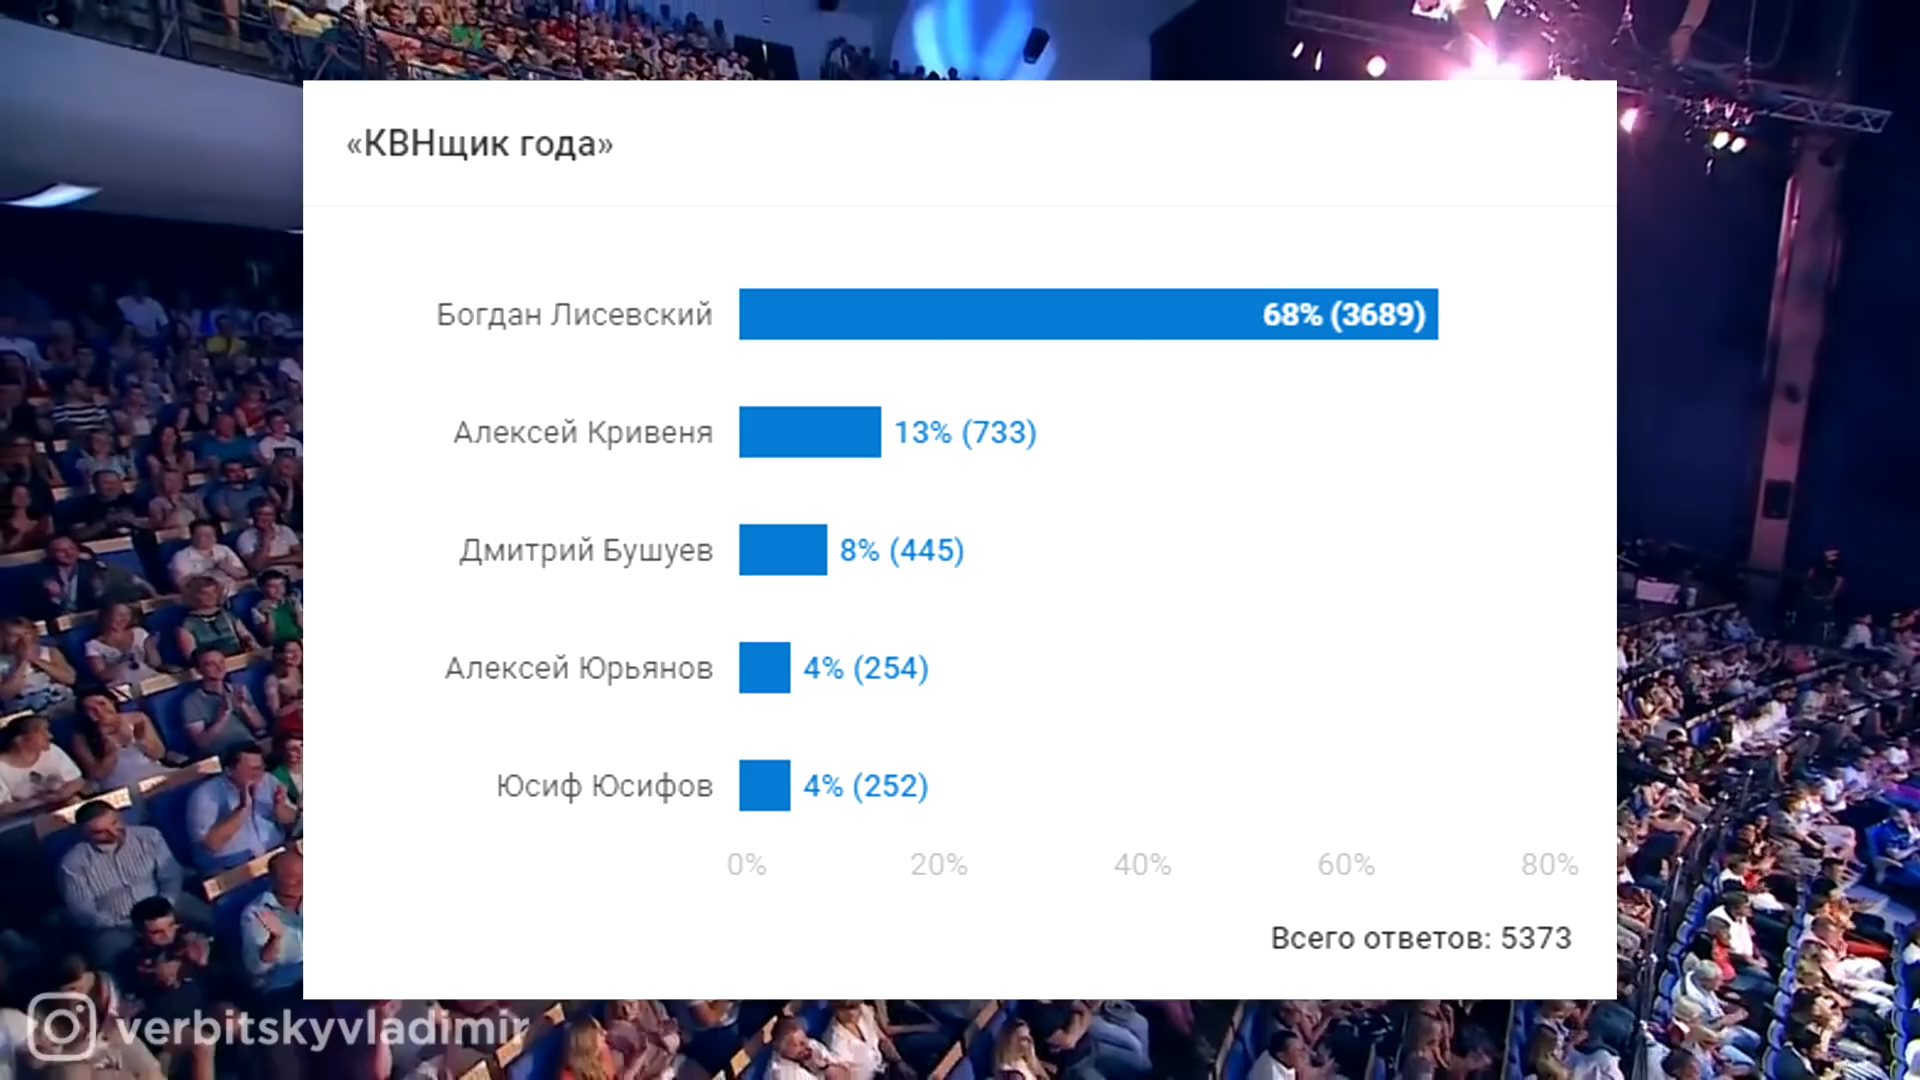 «КВНщик года»
Богдан Лисевский 68% (3689)
Алексей Кривеня 13% (733)
Дмитрий Бушуев 8% (445)
Алексей Юрьянов 4% (254)
Юсиф Юсифов 4% (252)
0% 20% 40% 60% 80%
Всего ответов: 5373
verbitskyvladimir